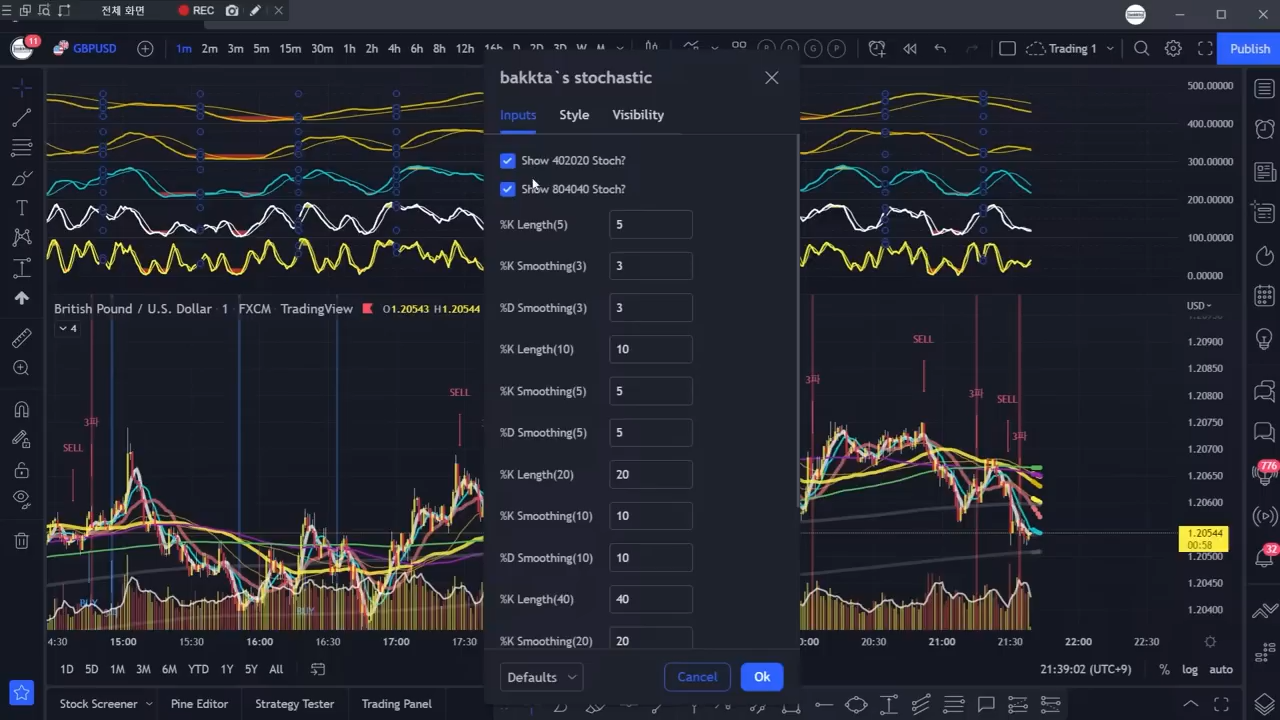 전체 화면 REC
11 GBPUSD 1m 2m 3m 5m 15m 30m 1h 2h 4h 6h 8h 12h 16h D 2D 3D W M Trading 1 Publish
bakkta`s stochastic
Inputs Style Visibility
Show 402020 Stoch?
Show 804040 Stoch?
%K Length(5) 5
%K Smoothing(3) 3
%D Smoothing(3) 3
%K Length(10) 10
%K Smoothing(5) 5
%D Smoothing(5) 5
%K Length(20) 20
%K Smoothing(10) 10
%D Smoothing(10) 10
%K Length(40) 40
%K Smoothing(20) 20
Defaults Cancel Ok
500.00000
400.00000
300.00000
200.00000
100.00000
0.00000
British Pound / U.S. Dollar · 1 · FXCM · TradingView O1.20543 H1.20544
4
USD
1.20900
1.20850
1.20800
1.20750
1.20700
1.20650
1.20600
1.20544
00:58
1.20500
1.20450
1.20400
SELL
3파
SELL
BUY
BUY
3파
SELL
3파
SELL
3파
4:30 15:00 15:30 16:00 16:30 17:00 17:30 0:00 20:30 21:00 21:30 22:00 22:30
1D 5D 1M 3M 6M YTD 1Y 5Y All 21:39:02 (UTC+9) % log auto
Stock Screener Pine Editor Strategy Tester Trading Panel
776
32